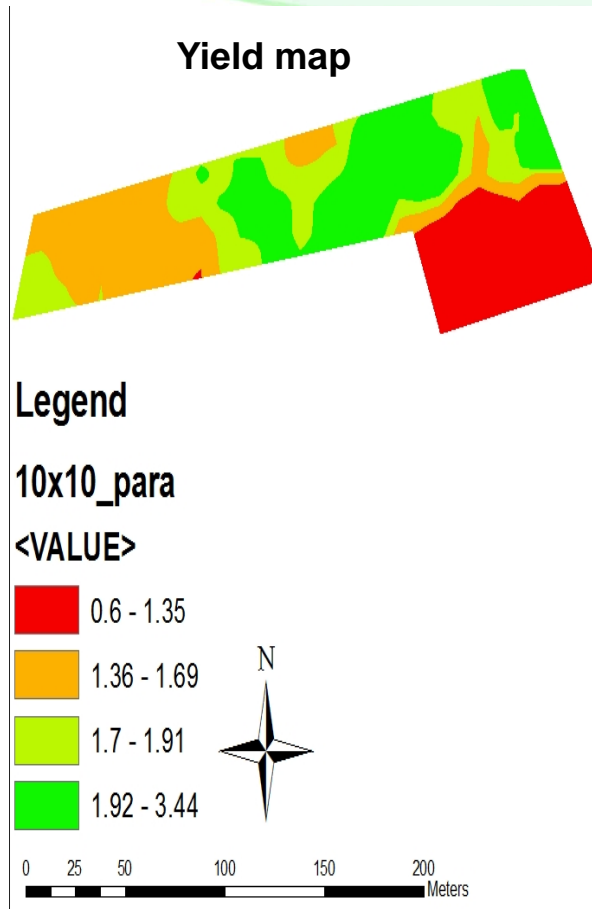 Yield map
Legend
10x10_para
<VALUE>
0.6 - 1.35
1.36 - 1.69
1.7 - 1.91
1.92 - 3.44
N
0 25 50 100 150 200
Meters